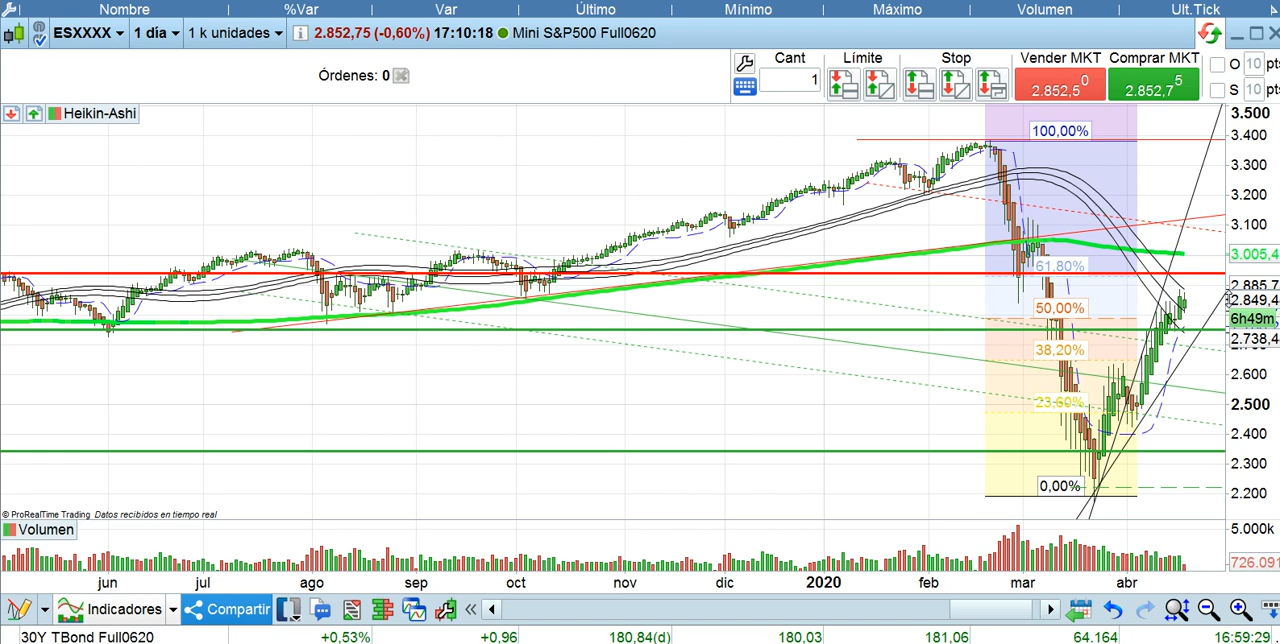 Nombre %Var Var Último Mínimo Máximo Volumen Ult.Tick
ESXXXX 1 día 1 k unidades 2.852,75 (-0,60%) 17:10:18 Mini S&P500 Full0620
Órdenes: 0
Cant Límite Stop Vender MKT Comprar MKT
1 2.852,5 0 2.852,7 5
O 10 pts
S 10 pts
Heikin-Ashi
3.500
3.400
3.300
3.200
3.100
3.005,4
2.885,7
2.849,4
6h49m
2.738,4
2.600
2.500
2.400
2.300
2.200
100,00%
61,80%
50,00%
38,20%
23,60%
0,00%
© ProRealTime Trading Datos recibidos en tiempo real
Volumen
5.000k
726.091
jun jul ago sep oct nov dic 2020 feb mar abr
Indicadores Compartir
30Y TBond Full0620 +0,53% +0,96 180,84(d) 180,03 181,06 64.164 16:59:29